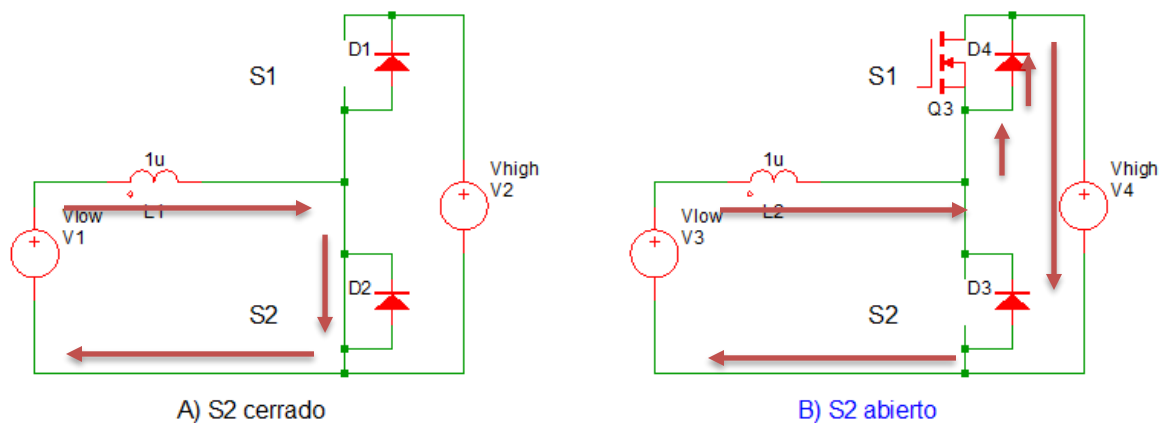 D1
S1
1u
Vhigh
V2
Vlow
L1
V1
D2
S2
A) S2 cerrado
D4
S1
Q3
1u
Vhigh
V4
Vlow
L2
V3
D3
S2
B) S2 abierto